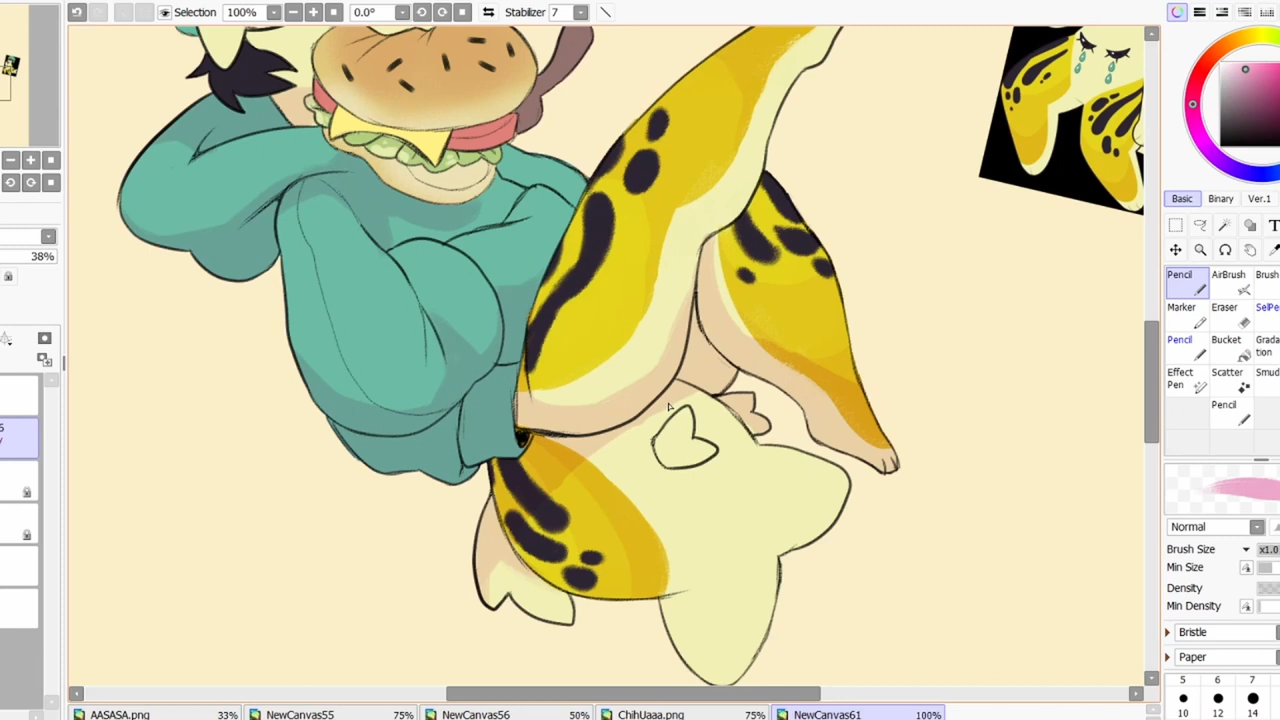 Selection 100% 0.0° Stabilizer 7
38%
Basic Binary Ver.1
T
Pencil AirBrush Brush
Marker Eraser SelPe
Pencil Bucket Grada
tion
Effect
Pen Scatter Smud
Pencil
Normal
Brush Size x1.0
Min Size
Density
Min Density
Bristle
Paper
5 6 7
8 12 14
AASASA.png 33% NewCanvas55 75% NewCanvas56 50% ChihUaaa.png 75% NewCanvas61 100%